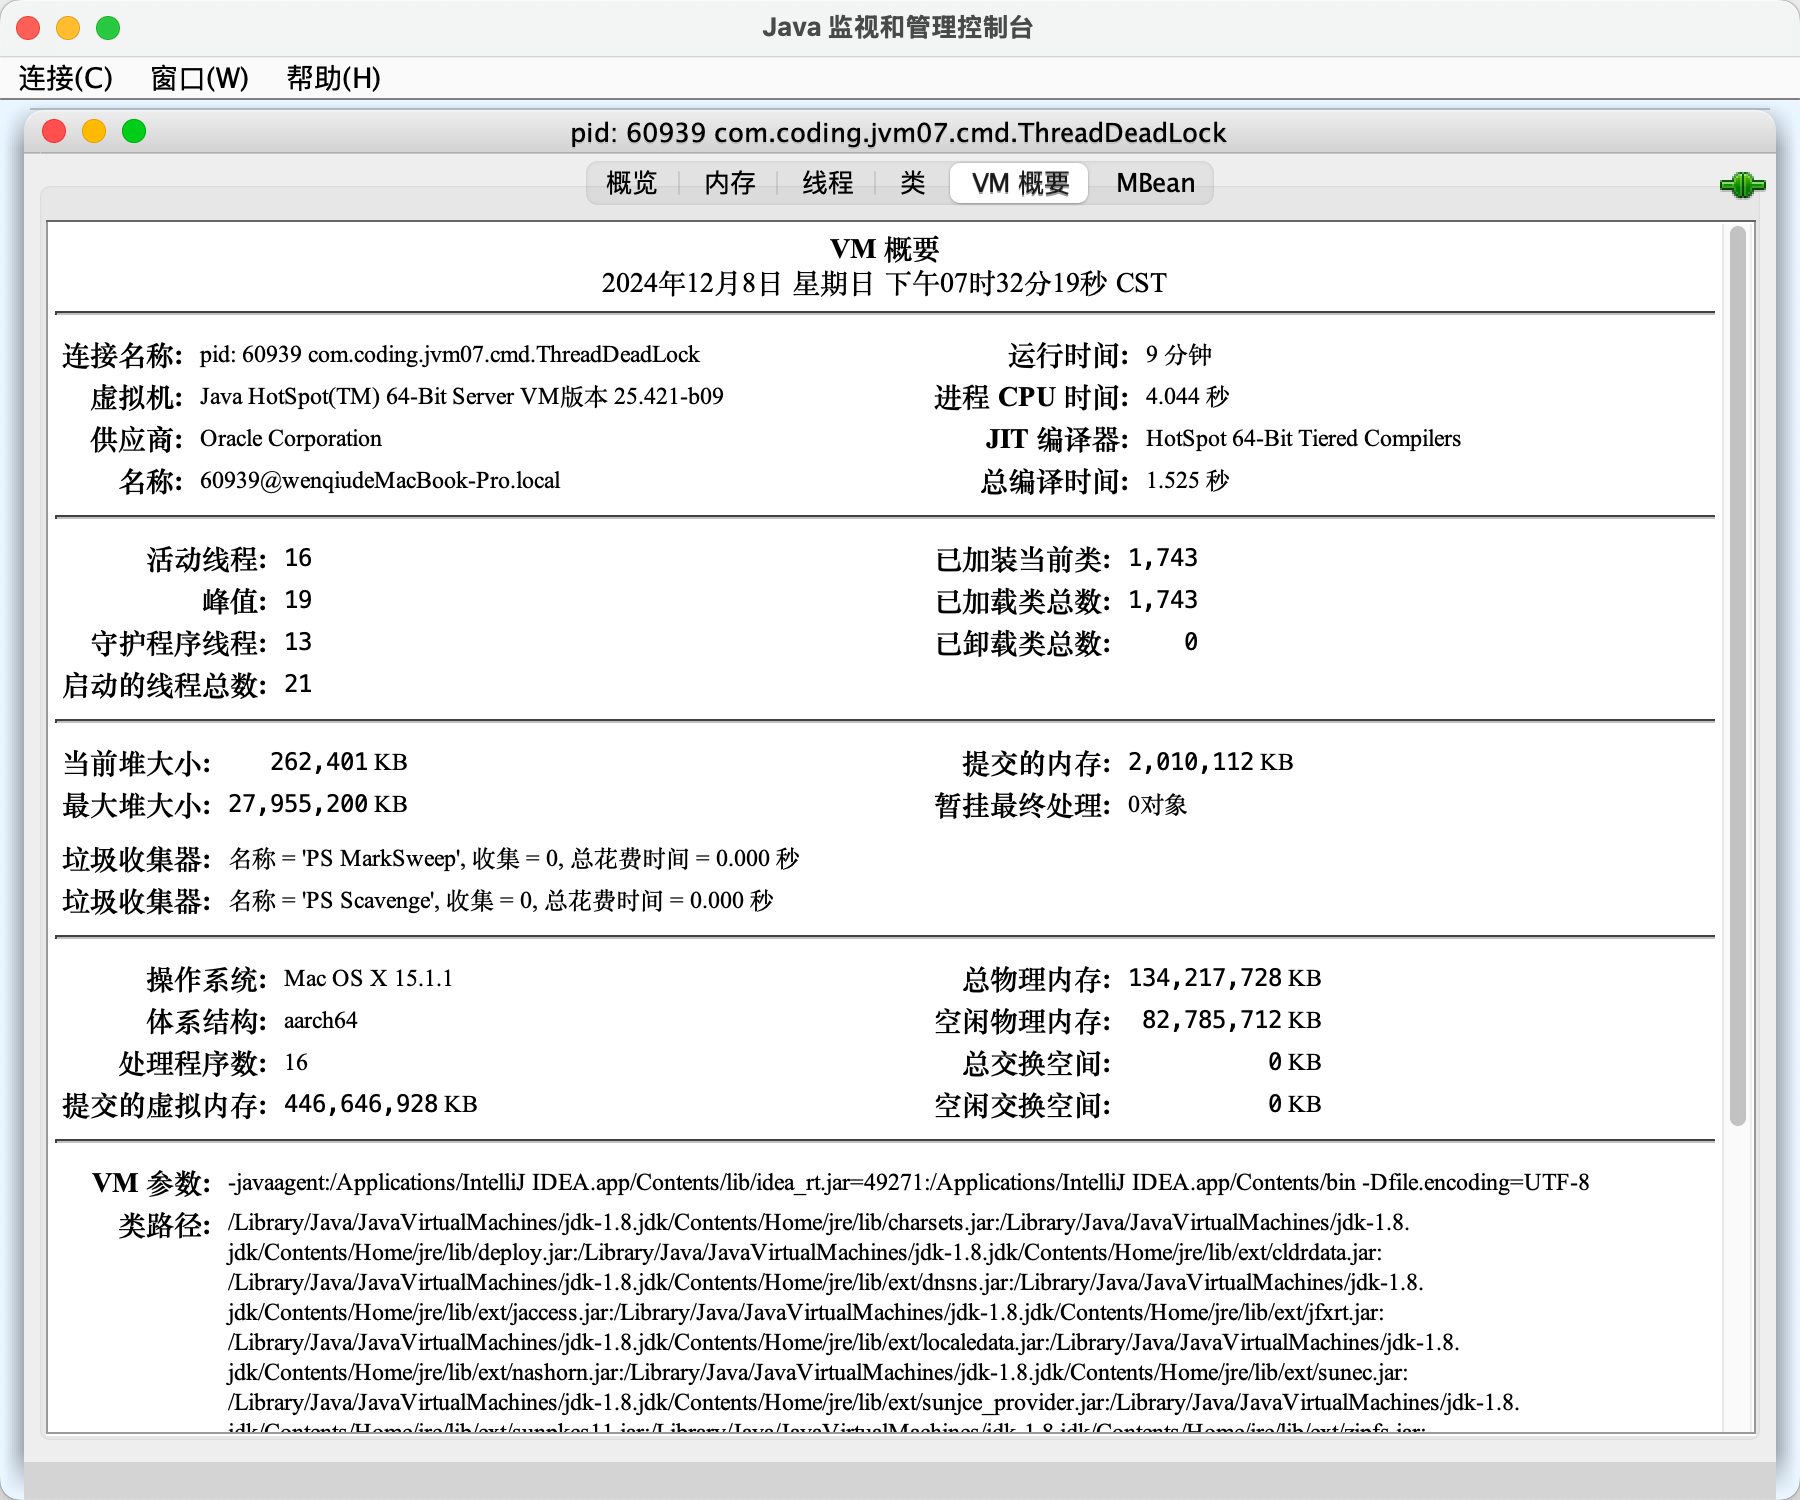 Java 监视和管理控制台
连接(C) 窗口(W) 帮助(H)
pid: 60939 com.coding.jvm07.cmd.ThreadDeadLock
概览 内存 线程 类 VM 概要 MBean
VM 概要
2024年12月8日 星期日 下午07时32分19秒 CST
连接名称: pid: 60939 com.coding.jvm07.cmd.ThreadDeadLock 运行时间: 9 分钟
虚拟机: Java HotSpot(TM) 64-Bit Server VM版本 25.421-b09 进程 CPU 时间: 4.044 秒
供应商: Oracle Corporation JIT 编译器: HotSpot 64-Bit Tiered Compilers
名称: 60939@wenqiudeMacBook-Pro.local 总编译时间: 1.525 秒
活动线程: 16 已加装当前类: 1,743
峰值: 19 已加载类总数: 1,743
守护程序线程: 13 已卸载类总数: 0
启动的线程总数: 21
当前堆大小: 262,401 KB 提交的内存: 2,010,112 KB
最大堆大小: 27,955,200 KB 暂挂最终处理: 0对象
垃圾收集器: 名称 = 'PS MarkSweep', 收集 = 0, 总花费时间 = 0.000 秒
垃圾收集器: 名称 = 'PS Scavenge', 收集 = 0, 总花费时间 = 0.000 秒
操作系统: Mac OS X 15.1.1 总物理内存: 134,217,728 KB
体系结构: aarch64 空闲物理内存: 82,785,712 KB
处理程序数: 16 总交换空间: 0 KB
提交的虚拟内存: 446,646,928 KB 空闲交换空间: 0 KB
VM 参数: -javaagent:/Applications/IntelliJ IDEA.app/Contents/lib/idea_rt.jar=49271:/Applications/IntelliJ IDEA.app/Contents/bin -Dfile.encoding=UTF-8
类路径: /Library/Java/JavaVirtualMachines/jdk-1.8.jdk/Contents/Home/jre/lib/charsets.jar:/Library/Java/JavaVirtualMachines/jdk-1.8.
jdk/Contents/Home/jre/lib/deploy.jar:/Library/Java/JavaVirtualMachines/jdk-1.8.jdk/Contents/Home/jre/lib/ext/cldrdata.jar:
/Library/Java/JavaVirtualMachines/jdk-1.8.jdk/Contents/Home/jre/lib/ext/dnsns.jar:/Library/Java/JavaVirtualMachines/jdk-1.8.
jdk/Contents/Home/jre/lib/ext/jaccess.jar:/Library/Java/JavaVirtualMachines/jdk-1.8.jdk/Contents/Home/jre/lib/ext/jfxrt.jar:
/Library/Java/JavaVirtualMachines/jdk-1.8.jdk/Contents/Home/jre/lib/ext/localedata.jar:/Library/Java/JavaVirtualMachines/jdk-1.8.
jdk/Contents/Home/jre/lib/ext/nashorn.jar:/Library/Java/JavaVirtualMachines/jdk-1.8.jdk/Contents/Home/jre/lib/ext/sunec.jar:
/Library/Java/JavaVirtualMachines/jdk-1.8.jdk/Contents/Home/jre/lib/ext/sunjce_provider.jar:/Library/Java/JavaVirtualMachines/jdk-1.8.
jdk/Contents/Home/jre/lib/ext/sunpkcs11.jar:/Library/Java/JavaVirtualMachines/jdk-1.8.jdk/Contents/Home/jre/lib/ext/zipfs.jar: